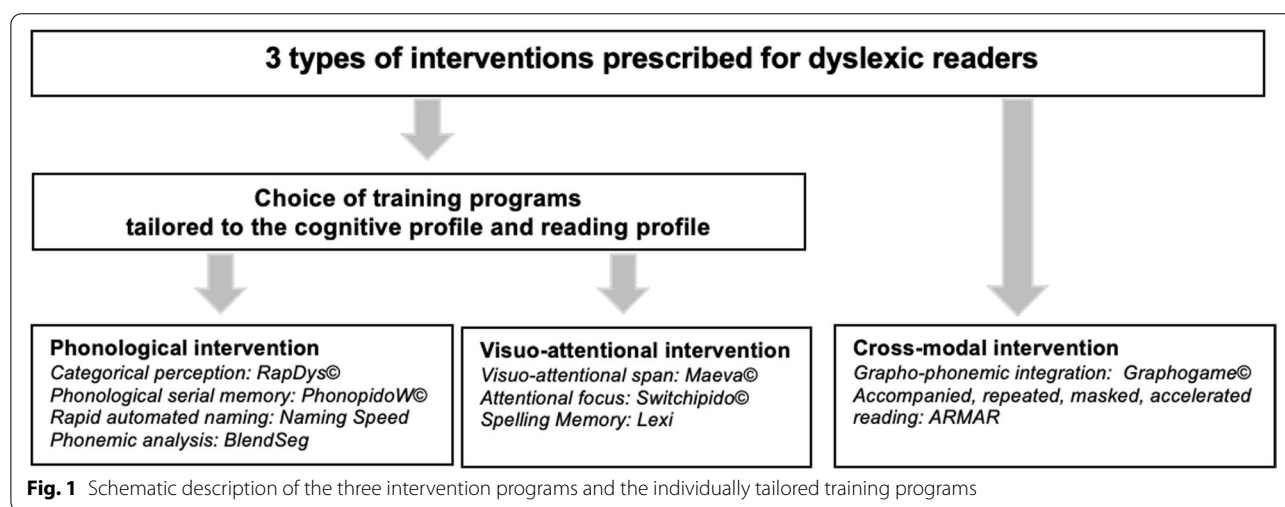 3 types of interventions prescribed for dyslexic readers
Choice of training programs
tailored to the cognitive profile and reading profile
Phonological intervention
Categorical perception: RapDys©
Phonological serial memory: PhonopidoW©
Rapid automated naming: Naming Speed
Phonemic analysis: BlendSeg
Visuo-attentional intervention
Visuo-attentional span: Maeva©
Attentional focus: Switchipido©
Spelling Memory: Lexi
Cross-modal intervention
Grapho-phonemic integration: Graphogame©
Accompanied, repeated, masked, accelerated
reading: ARMAR
Fig. 1 Schematic description of the three intervention programs and the individually tailored training programs